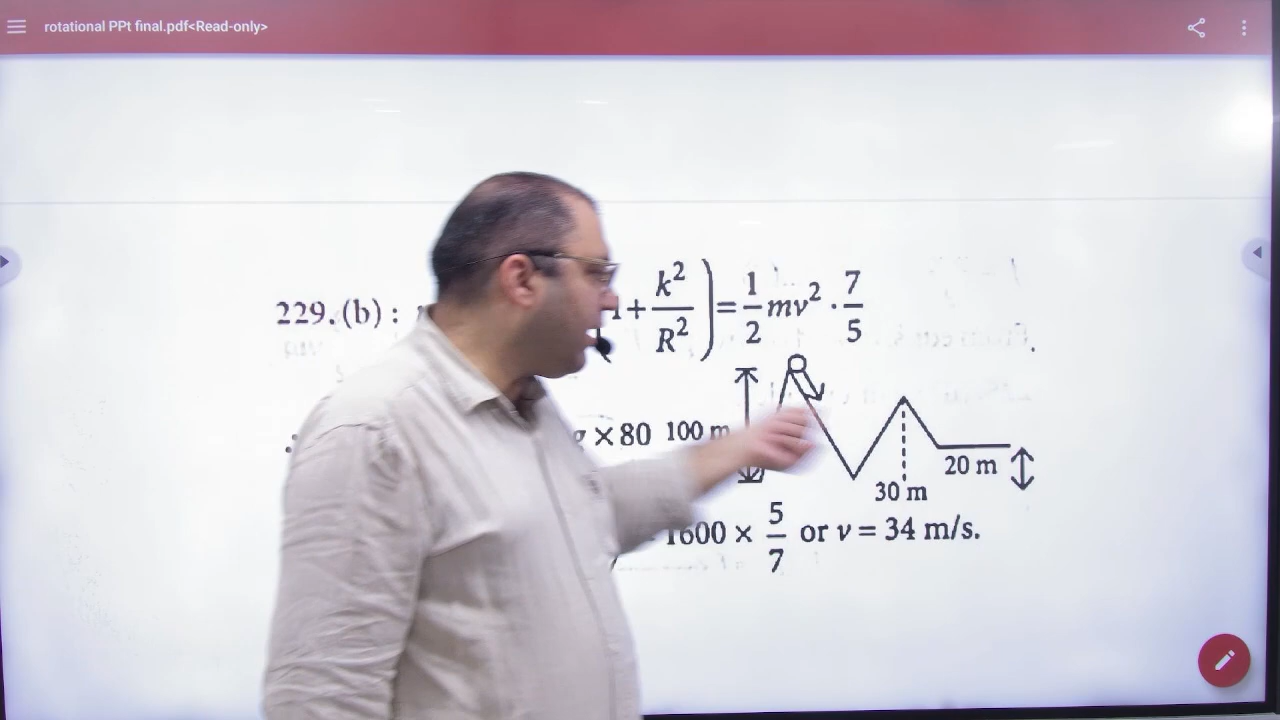 rotational PPt final.pdf<Read-only>
229.(b) : 1 + k² / R² ) = 1/2 mv² · 7/5
× 80 100 m
20 m
30 m
1600 × 5/7 or v = 34 m/s.